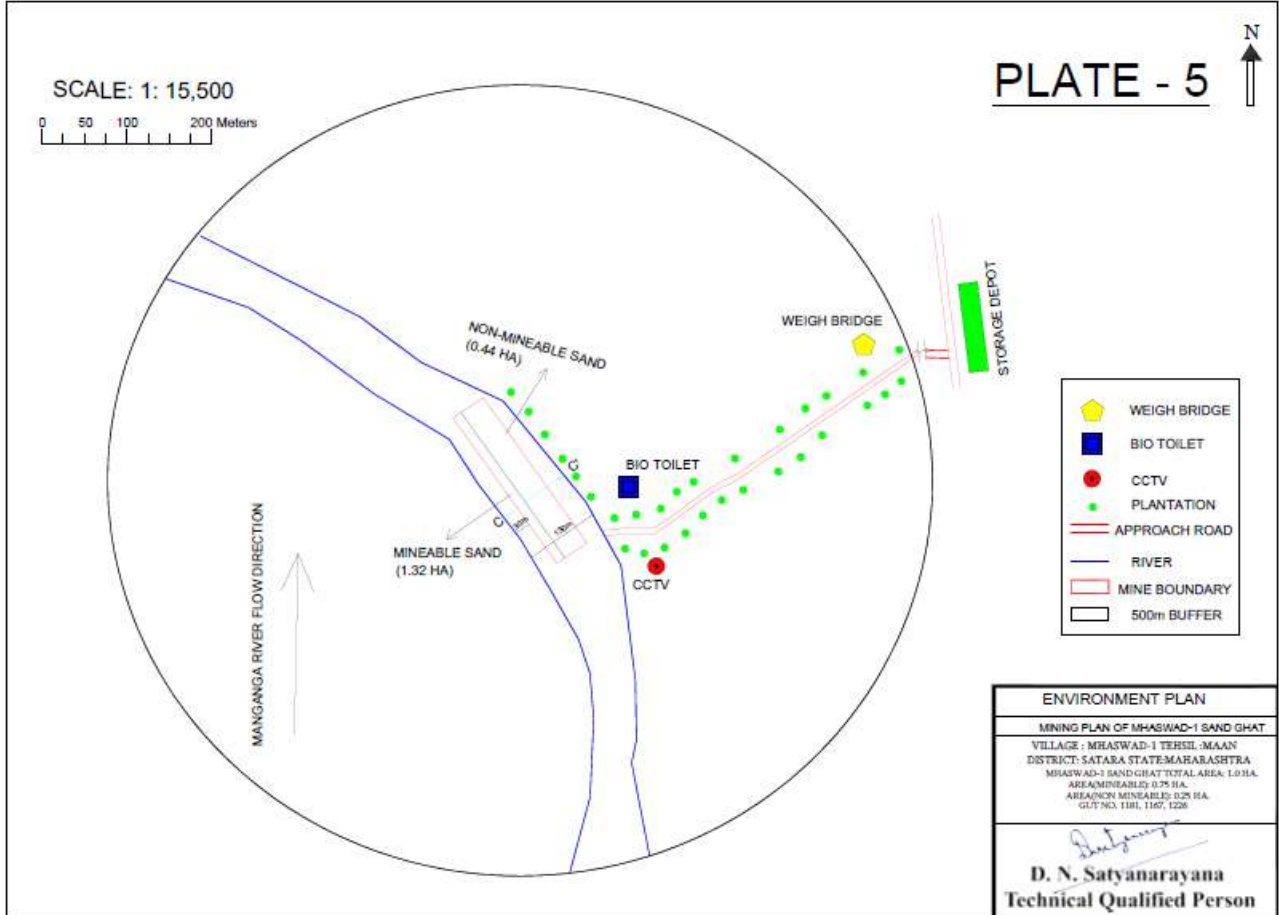 N
PLATE - 5
SCALE: 1: 15,500
0 50 100 200 Meters
STORAGE DEPOT
WEIGH BRIDGE
NON-MINEABLE SAND
(0.44 HA)
BIO TOILET
MINEABLE SAND
(1.32 HA)
CCTV
MANGANGA RIVER FLOW DIRECTION
WEIGH BRIDGE
BIO TOILET
CCTV
PLANTATION
APPROACH ROAD
RIVER
MINE BOUNDARY
500m BUFFER
ENVIRONMENT PLAN
MINING PLAN OF MHASWAD-1 SAND GHAT
VILLAGE : MHASWAD-1 TEHSIL :MAAN
DISTRICT: SATARA STATE:MAHARASHTRA
MHASWAD-1 SAND GHAT TOTAL AREA: 1.0 HA.
AREA(MINEABLE): 0.75 HA.
AREA(NON MINEABLE): 0.25 HA.
GUT NO. 1181, 1167, 1226
D. N. Satyanarayana
Technical Qualified Person